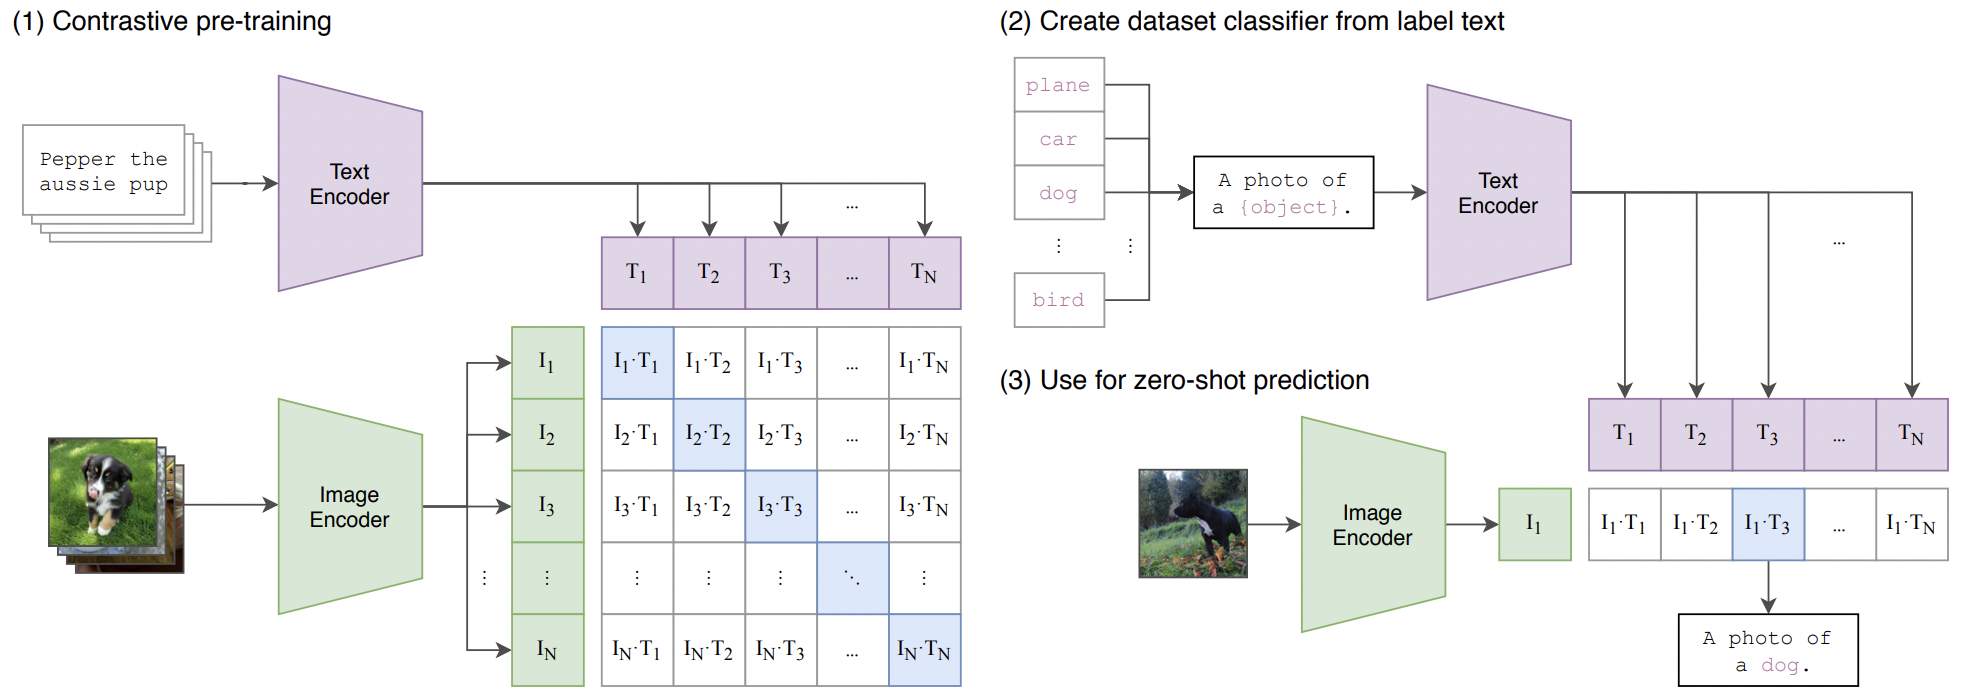 (1) Contrastive pre-training
Pepper the
aussie pup
Text
Encoder
...
T1 T2 T3 ... TN
Image
Encoder
I1 I1·T1 I1·T2 I1·T3 ... I1·TN
I2 I2·T1 I2·T2 I2·T3 ... I2·TN
I3 I3·T1 I3·T2 I3·T3 ... I3·TN
⋮ ⋮ ⋮ ⋮ ⋮ ⋱ ⋮
IN IN·T1 IN·T2 IN·T3 ... IN·TN
(2) Create dataset classifier from label text
plane
car
dog
⋮ ⋮
bird
A photo of
a {object}.
Text
Encoder
...
(3) Use for zero-shot prediction
T1 T2 T3 ... TN
Image
Encoder
I1 I1·T1 I1·T2 I1·T3 ... I1·TN
A photo of
a dog.